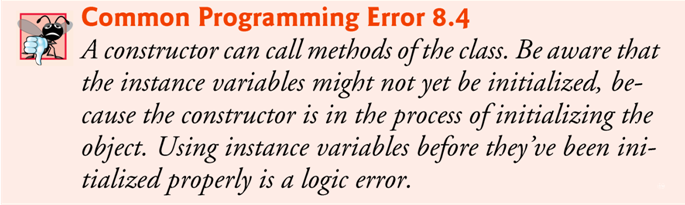 Common Programming Error 8.4
A constructor can call methods of the class. Be aware that
the instance variables might not yet be initialized, be-
cause the constructor is in the process of initializing the
object. Using instance variables before they’ve been ini-
tialized properly is a logic error.